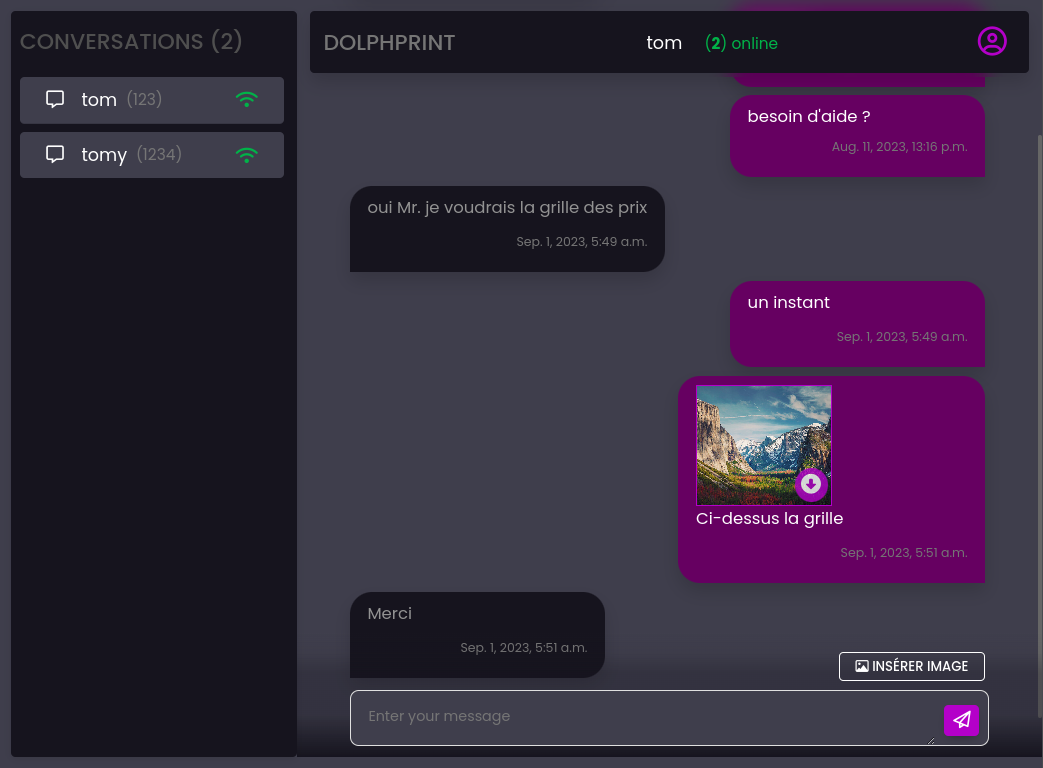 CONVERSATIONS (2)
tom (123)
tomy (1234)
DOLPHPRINT
tom
(2) online
besoin d'aide ?
Aug. 11, 2023, 13:16 p.m.
oui Mr. je voudrais la grille des prix
Sep. 1, 2023, 5:49 a.m.
un instant
Sep. 1, 2023, 5:49 a.m.
Ci-dessus la grille
Sep. 1, 2023, 5:51 a.m.
Merci
Sep. 1, 2023, 5:51 a.m.
INSÉRER IMAGE
Enter your message